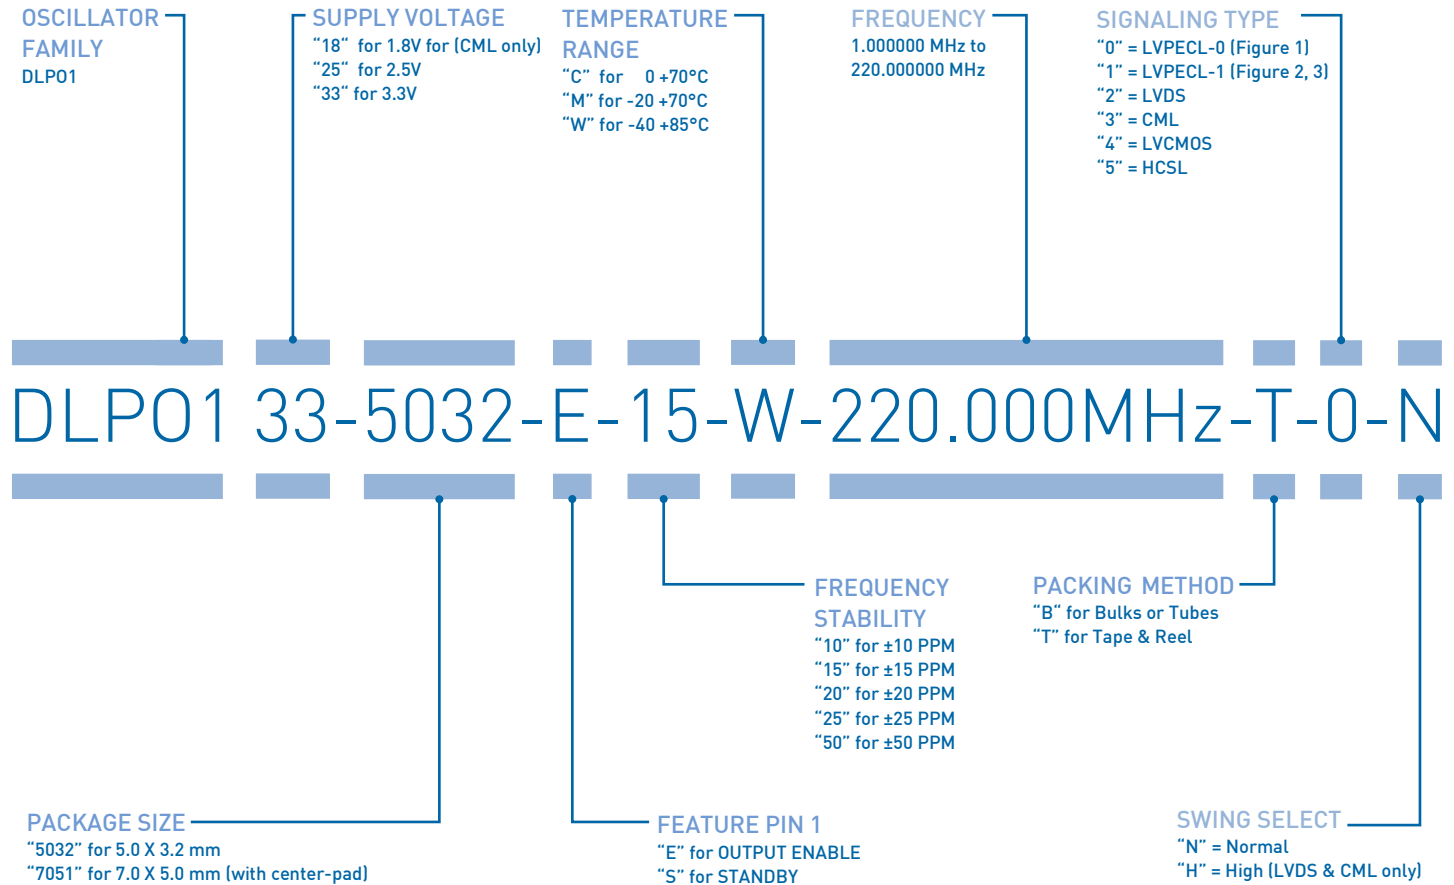 OSCILLATOR
FAMILY
DLPO1
SUPPLY VOLTAGE
“18“ for 1.8V for (CML only)
“25” for 2.5V
“33“ for 3.3V
TEMPERATURE
RANGE
“C” for 0 +70°C
“M” for -20 +70°C
“W” for -40 +85°C
FREQUENCY
1.000000 MHz to
220.000000 MHz
SIGNALING TYPE
“0” = LVPECL-0 (Figure 1)
“1” = LVPECL-1 (Figure 2, 3)
“2” = LVDS
“3” = CML
“4” = LVCMOS
“5” = HCSL
DLPO1 33-5032-E-15-W-220.000MHz-T-0-N
FREQUENCY
STABILITY
“10” for ±10 PPM
“15” for ±15 PPM
“20” for ±20 PPM
“25” for ±25 PPM
“50” for ±50 PPM
PACKING METHOD
“B“ for Bulks or Tubes
“T” for Tape & Reel
PACKAGE SIZE
“5032” for 5.0 X 3.2 mm
“7051” for 7.0 X 5.0 mm (with center-pad)
FEATURE PIN 1
“E” for OUTPUT ENABLE
“S” for STANDBY
SWING SELECT
“N” = Normal
“H” = High (LVDS & CML only)